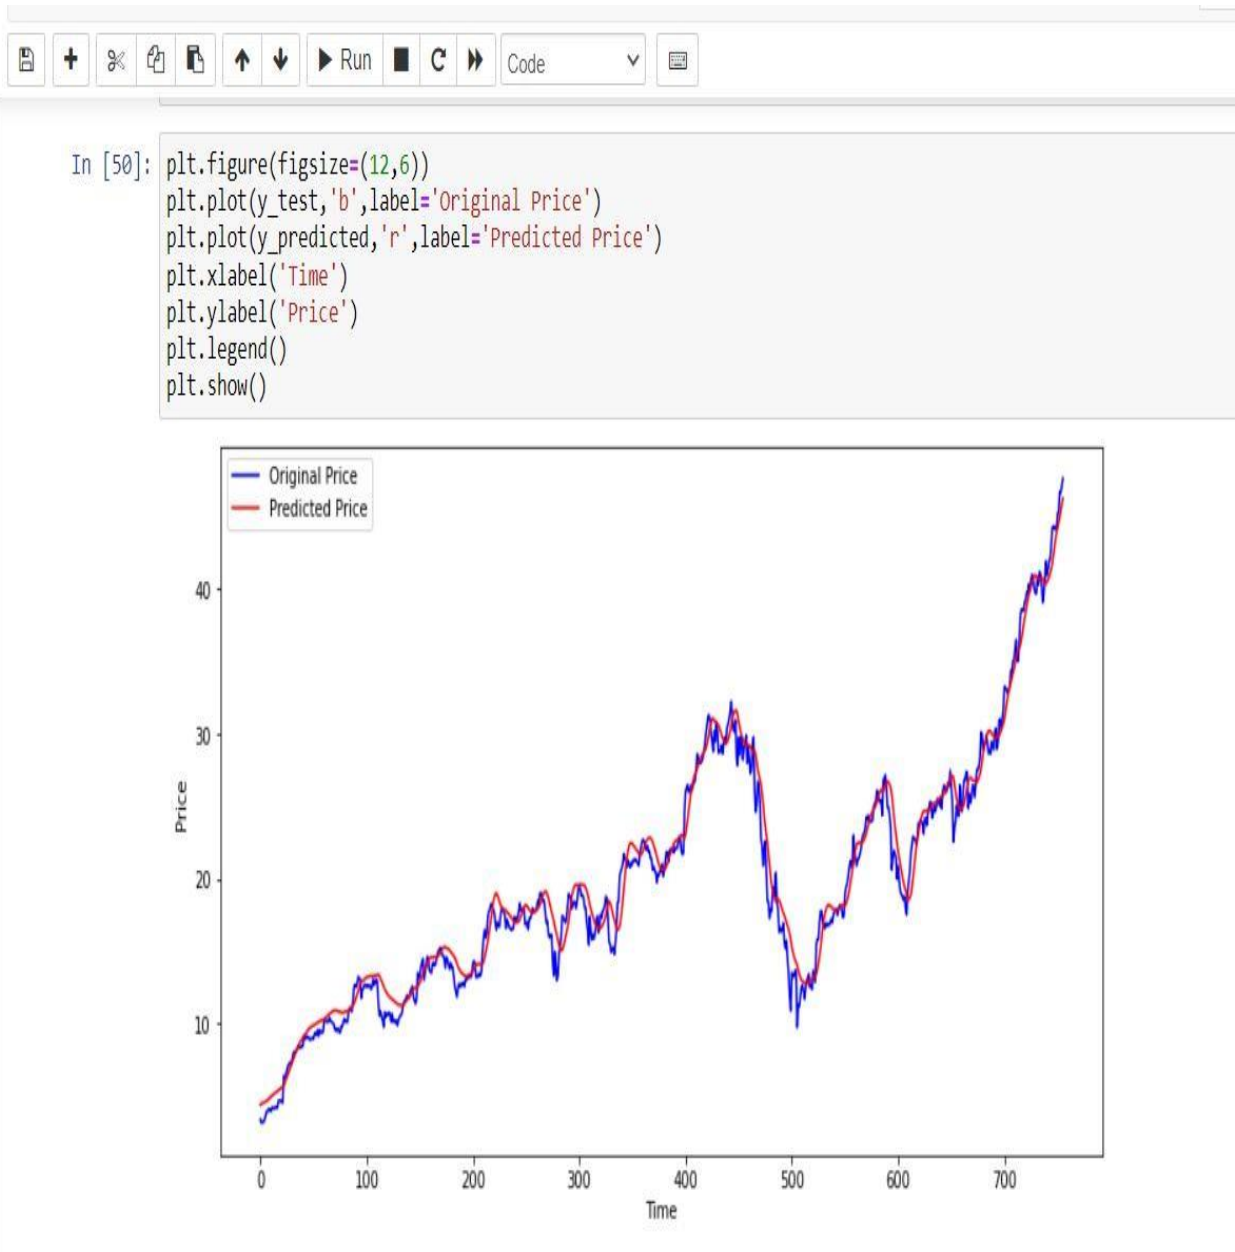 Run
Code
In [50]:
plt.figure(figsize=(12,6))
plt.plot(y_test,'b',label='Original Price')
plt.plot(y_predicted,'r',label='Predicted Price')
plt.xlabel('Time')
plt.ylabel('Price')
plt.legend()
plt.show()
Original Price
Predicted Price
40
30
20
10
Price
0 100 200 300 400 500 600 700
Time